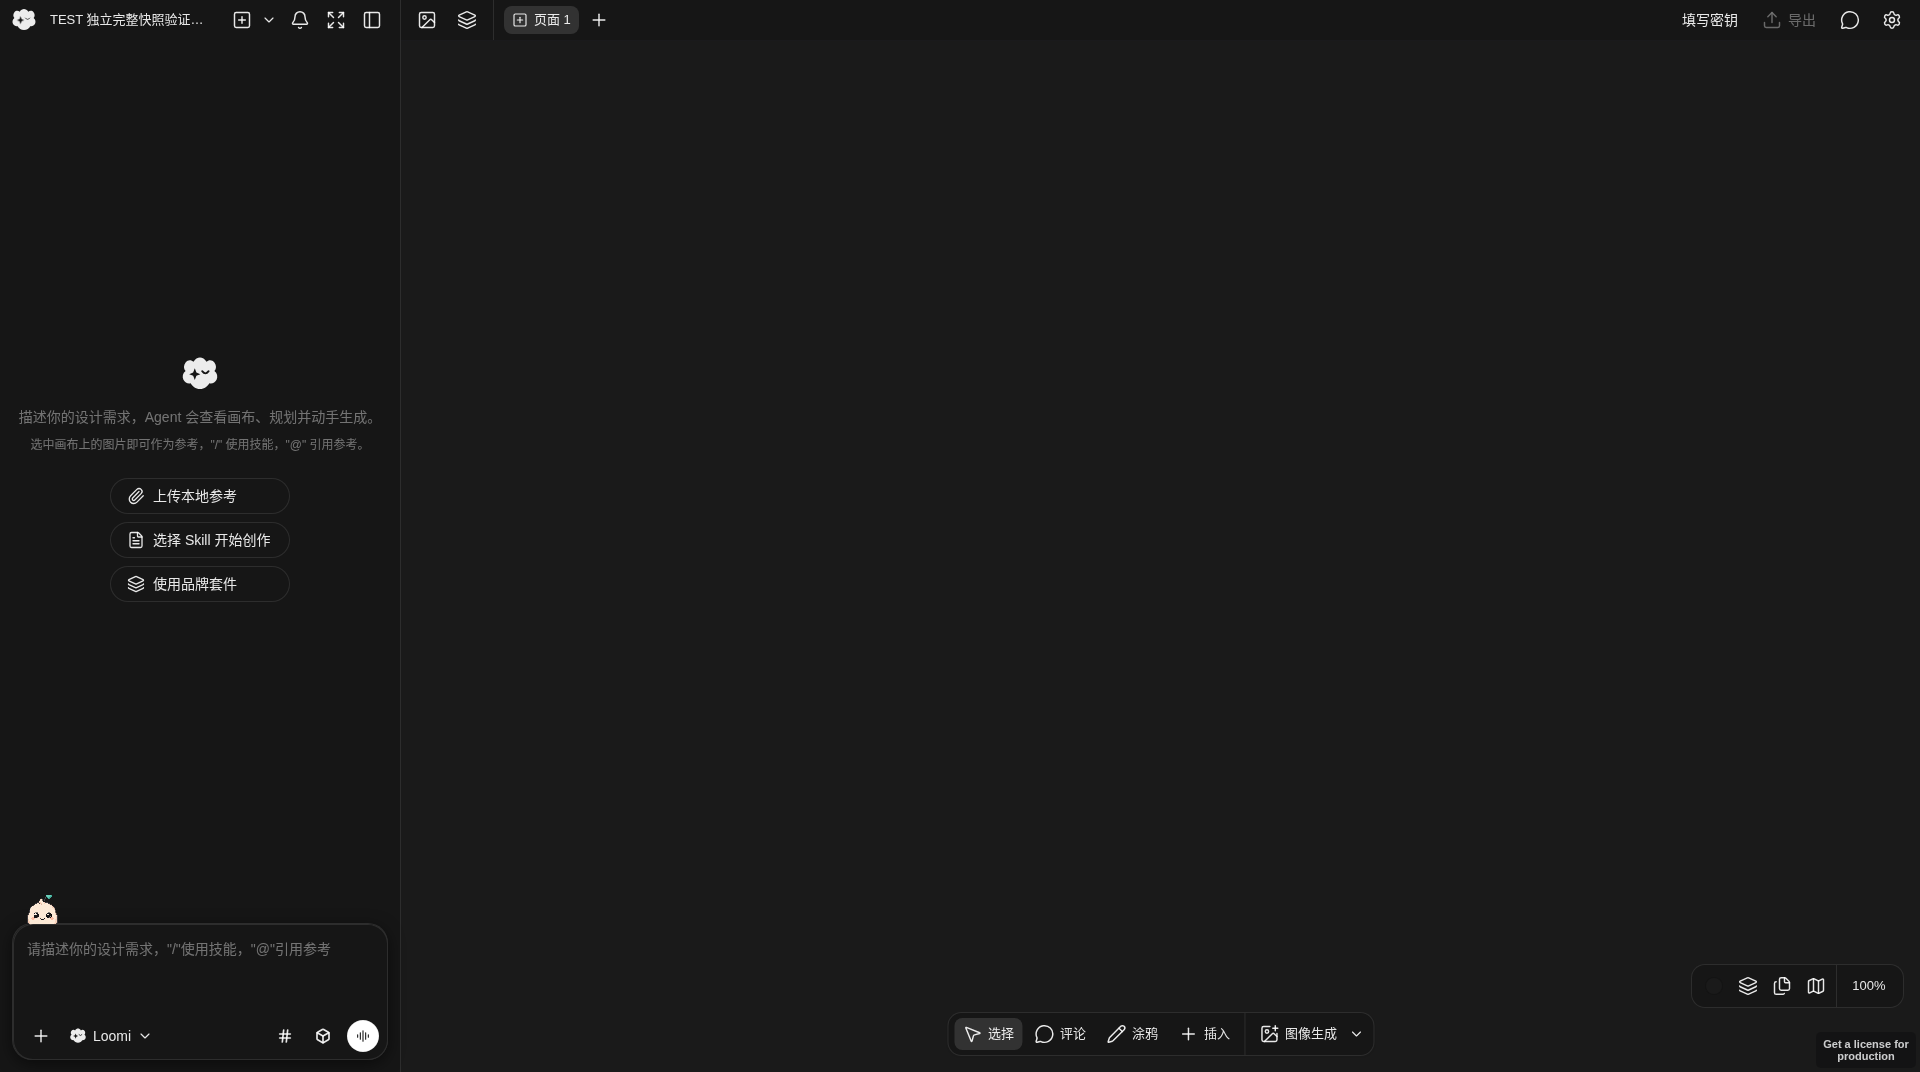 TEST 独立完整快照验证...
页面 1
填写密钥
导出
描述你的设计需求，Agent 会查看画布、规划并动手生成。
选中画布上的图片即可作为参考，"/" 使用技能，"@" 引用参考。
上传本地参考
选择 Skill 开始创作
使用品牌套件
请描述你的设计需求，"/"使用技能，"@"引用参考
Loomi
选择
评论
涂鸦
插入
图像生成
100%
Get a license for
production